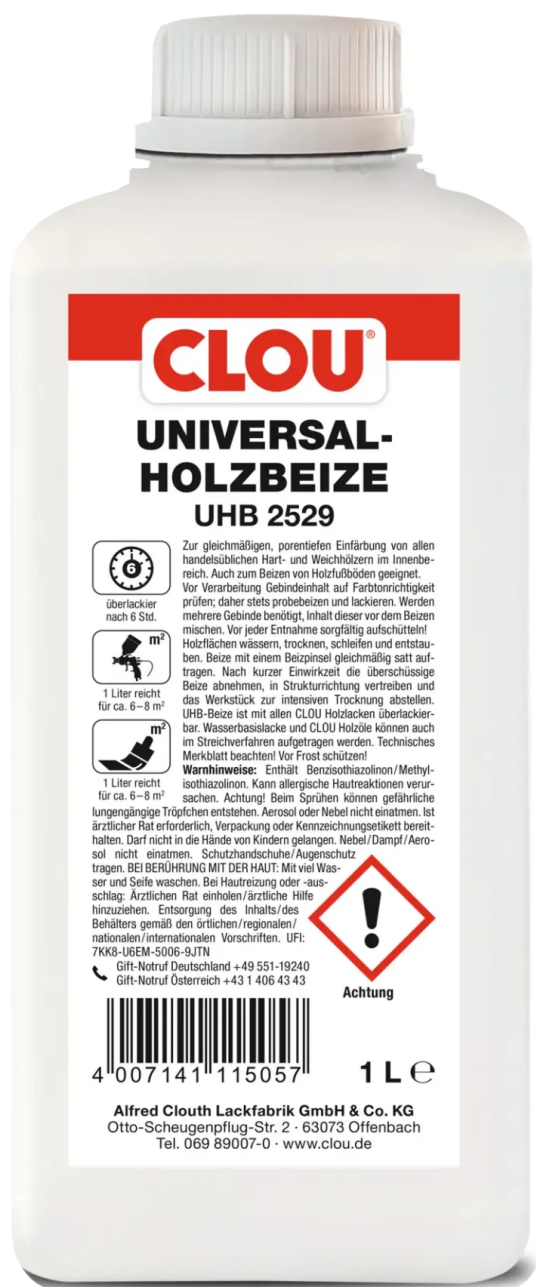 CLOU®
UNIVERSAL-
HOLZBEIZE
UHB 2529
6
überlackier
nach 6 Std.
m²
1 Liter reicht
für ca. 6–8 m²
m²
1 Liter reicht
für ca. 6–8 m²
Zur gleichmäßigen, porentiefen Einfärbung von allen
handelsüblichen Hart- und Weichhölzern im Innenbe-
reich. Auch zum Beizen von Holzfußböden geeignet.
Vor Verarbeitung Gebindeinhalt auf Farbtonrichtigkeit
prüfen; daher stets probebeizen und lackieren. Werden
mehrere Gebinde benötigt, Inhalt dieser vor dem Beizen
mischen. Vor jeder Entnahme sorgfältig aufschütteln!
Holzflächen wässern, trocknen, schleifen und entstau-
ben. Beize mit einem Beizpinsel gleichmäßig satt auf-
tragen. Nach kurzer Einwirkzeit die überschüssige
Beize abnehmen, in Strukturrichtung vertreiben und
das Werkstück zur intensiven Trocknung abstellen.
UHB-Beize ist mit allen CLOU Holzlacken überlackier-
bar. Wasserbasislacke und CLOU Holzöle können auch
im Streichverfahren aufgetragen werden. Technisches
Merkblatt beachten! Vor Frost schützen!
Warnhinweise: Enthält Benzisothiazolinon/Methyl-
isothiazolinon. Kann allergische Hautreaktionen verur-
sachen. Achtung! Beim Sprühen können gefährliche
lungengängige Tröpfchen entstehen. Aerosol oder Nebel nicht einatmen. Ist
ärztlicher Rat erforderlich, Verpackung oder Kennzeichnungsetikett bereit-
halten. Darf nicht in die Hände von Kindern gelangen. Nebel/Dampf/Aero-
sol nicht einatmen. Schutzhandschuhe/Augenschutz
tragen. BEI BERÜHRUNG MIT DER HAUT: Mit viel Was-
ser und Seife waschen. Bei Hautreizung oder -aus-
schlag: Ärztlichen Rat einholen/ärztliche Hilfe
hinzuziehen. Entsorgung des Inhalts/des
Behälters gemäß den örtlichen/regionalen/
nationalen/internationalen Vorschriften. UFI:
7KK8-U6EM-5006-9JTN
Gift-Notruf Deutschland +49 551-19240
Gift-Notruf Österreich +43 1 406 43 43
Achtung
4 007141 115057
1 L ℮
Alfred Clouth Lackfabrik GmbH & Co. KG
Otto-Scheugenpflug-Str. 2 · 63073 Offenbach
Tel. 069 89007-0 · www.clou.de